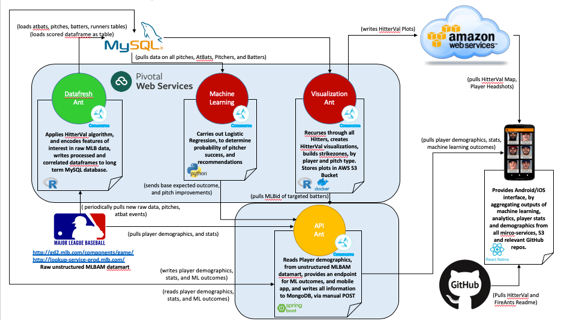 (loads atbats, pitches, batters, runners tables)
(loads scored dataframe as table)
MySQL
(writes HitterVal Plots)
amazon
web services™
(pulls data on all pitches, AtBats, Pitchers, and Batters)
(pulls HitterVal Map,
Player Headshots)
Pivotal
Web Services
Datafresh
Ant
Machine
Learning
Visualization
Ant
Applies HitterVal algorithm,
and encodes features of
interest in raw MLB data,
writes processed and
correlated dataframes to long
term MySQL database.
Carries out Logistic
Regression, to determine
probability of pitcher
success, and
recommendations
python
Recurses through all
Hitters, creates
HitterVal visualizations,
builds strikezones, by
player and pitch type.
Stores plots in AWS S3
Bucket
docker
(pulls player demographics, stats,
machine learning outcomes)
(sends base expected outcome,
and pitch improvements)
(pulls MLBid of targeted batters)
( periodically pulls new raw data, pitches,
atbat events)
MAJOR LEAGUE BASEBALL
(pulls player demographics, and stats)
API
Ant
http://gd2.mlb.com/components/game/
http://lookup-service-prod.mlb.com/
Raw unstructured MLBAM datamart.
Reads Player demographics,
from unstructured MLBAM
datamart, provides an endpoint
for ML outcomes, and mobile
app, and writes all information
to MongoDB, via manual POST
spring
boot
(writes player demographics,
stats, and ML outcomes)
(reads player demographics,
stats, and ML outcomes)
Provides Android/iOS
interface, by
aggregating outputs of
machine learning,
analytics, player stats
and demographics from
all mirco-services, S3
and relevant GitHub
repos.
React Native
GitHub
(Pulls HitterVal and
FireAnts Readme)